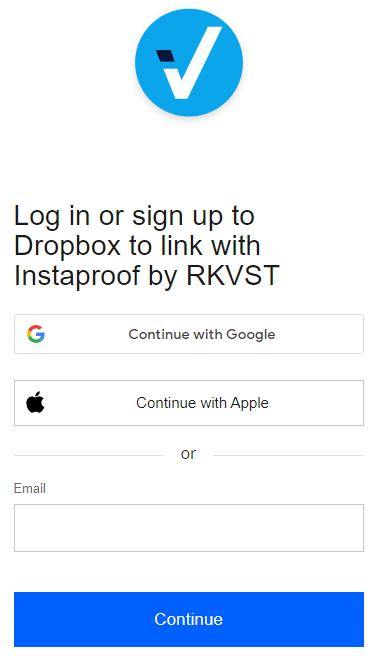 Log in or sign up to
Dropbox to link with
Instaproof by RKVST
Continue with Google
Continue with Apple
or
Email
Continue